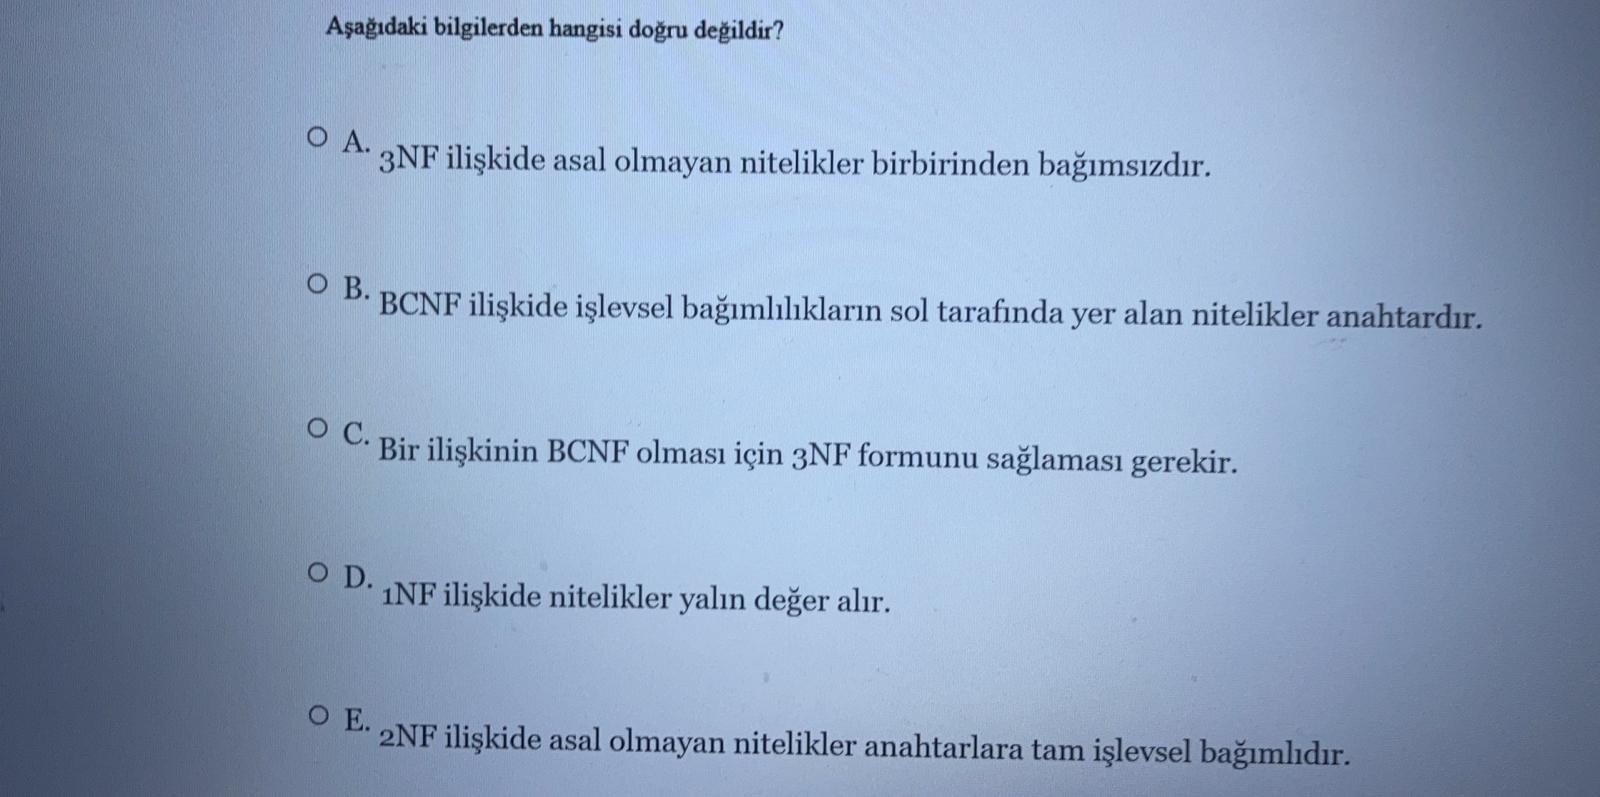 Aşağıdaki bilgilerden hangisi doğru değildir?
A. 3NF ilişkide asal olmayan nitelikler birbirinden bağımsızdır.
B. BCNF ilişkide işlevsel bağımlılıkların sol tarafında yer alan nitelikler anahtardır.
C. Bir ilişkinin BCNF olması için 3NF formunu sağlaması gerekir.
D. 1NF ilişkide nitelikler yalın değer alır.
E. 2NF ilişkide asal olmayan nitelikler anahtarlara tam işlevsel bağımlıdır.